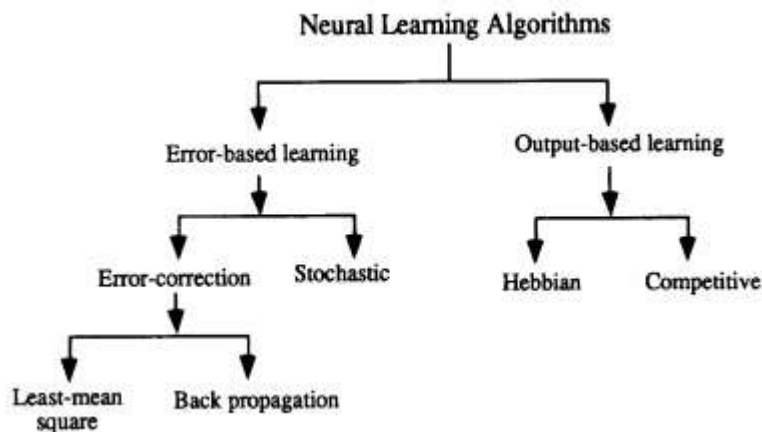 Neural Learning Algorithms
Error-based learning
Output-based learning
Error-correction
Stochastic
Hebbian
Competitive
Least-mean
square
Back propagation